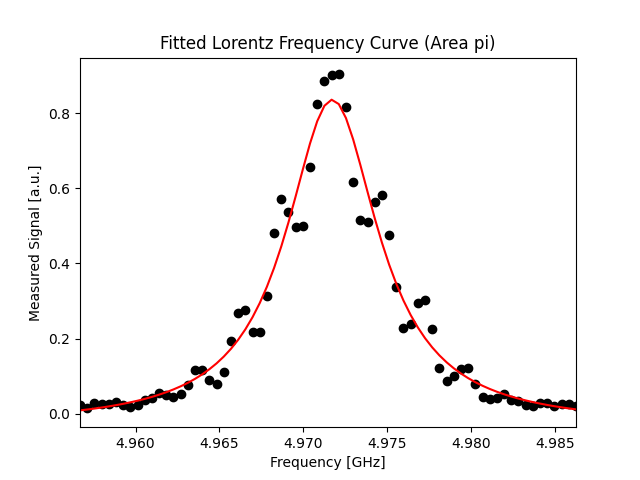 Fitted Lorentz Frequency Curve (Area pi)
Measured Signal [a.u.]
0.8
0.6
0.4
0.2
0.0
4.960 4.965 4.970 4.975 4.980 4.985
Frequency [GHz]